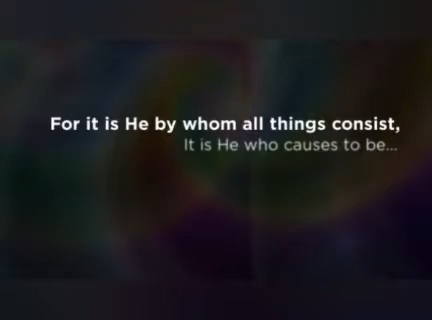 For it is He by whom all things consist,
It is He who causes to be...